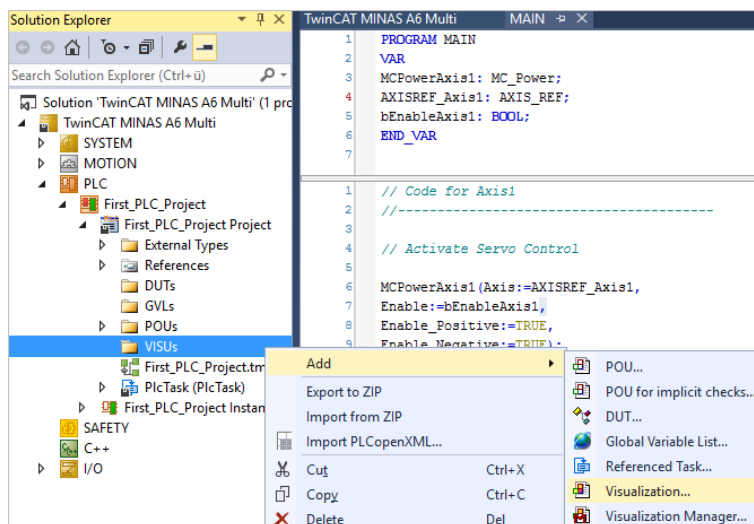 Solution Explorer
Search Solution Explorer (Ctrl+ü)
Solution 'TwinCAT MINAS A6 Multi' (1 proj
TwinCAT MINAS A6 Multi
SYSTEM
MOTION
PLC
First_PLC_Project
First_PLC_Project Project
External Types
References
DUTs
GVLs
POUs
VISUs
First_PLC_Project.tm
PlcTask (PlcTask)
First_PLC_Project Instan
SAFETY
C++
I/O
TwinCAT MINAS A6 Multi MAIN
1 PROGRAM MAIN
2 VAR
3 MCPowerAxis1: MC_Power;
4 AXISREF_Axis1: AXIS_REF;
5 bEnableAxis1: BOOL;
6 END_VAR
7
1 // Code for Axis1
2 //----------------------------------------
3
4 // Activate Servo Control
5
6 MCPowerAxis1(Axis:=AXISREF_Axis1,
7 Enable:=bEnableAxis1,
8 Enable_Positive:=TRUE,
9 Enable_Negative:=TRUE);
Add
Export to ZIP
Import from ZIP
Import PLCopenXML...
Cut Ctrl+X
Copy Ctrl+C
Delete Del
POU...
POU for implicit checks...
DUT...
Global Variable List...
Referenced Task...
Visualization...
Visualization Manager...